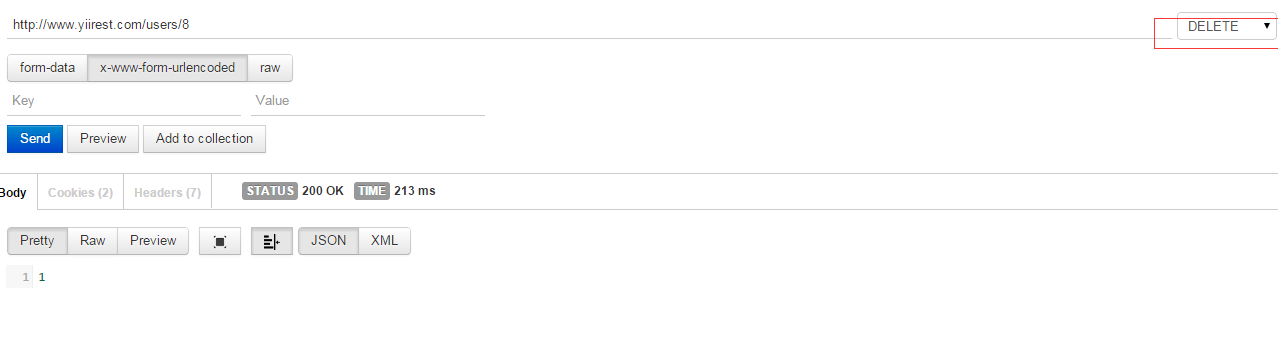 http://www.yiirest.com/users/8 DELETE
form-data x-www-form-urlencoded raw
Key Value
Send Preview Add to collection
Body Cookies (2) Headers (7) STATUS 200 OK TIME 213 ms
Pretty Raw Preview JSON XML
1 1